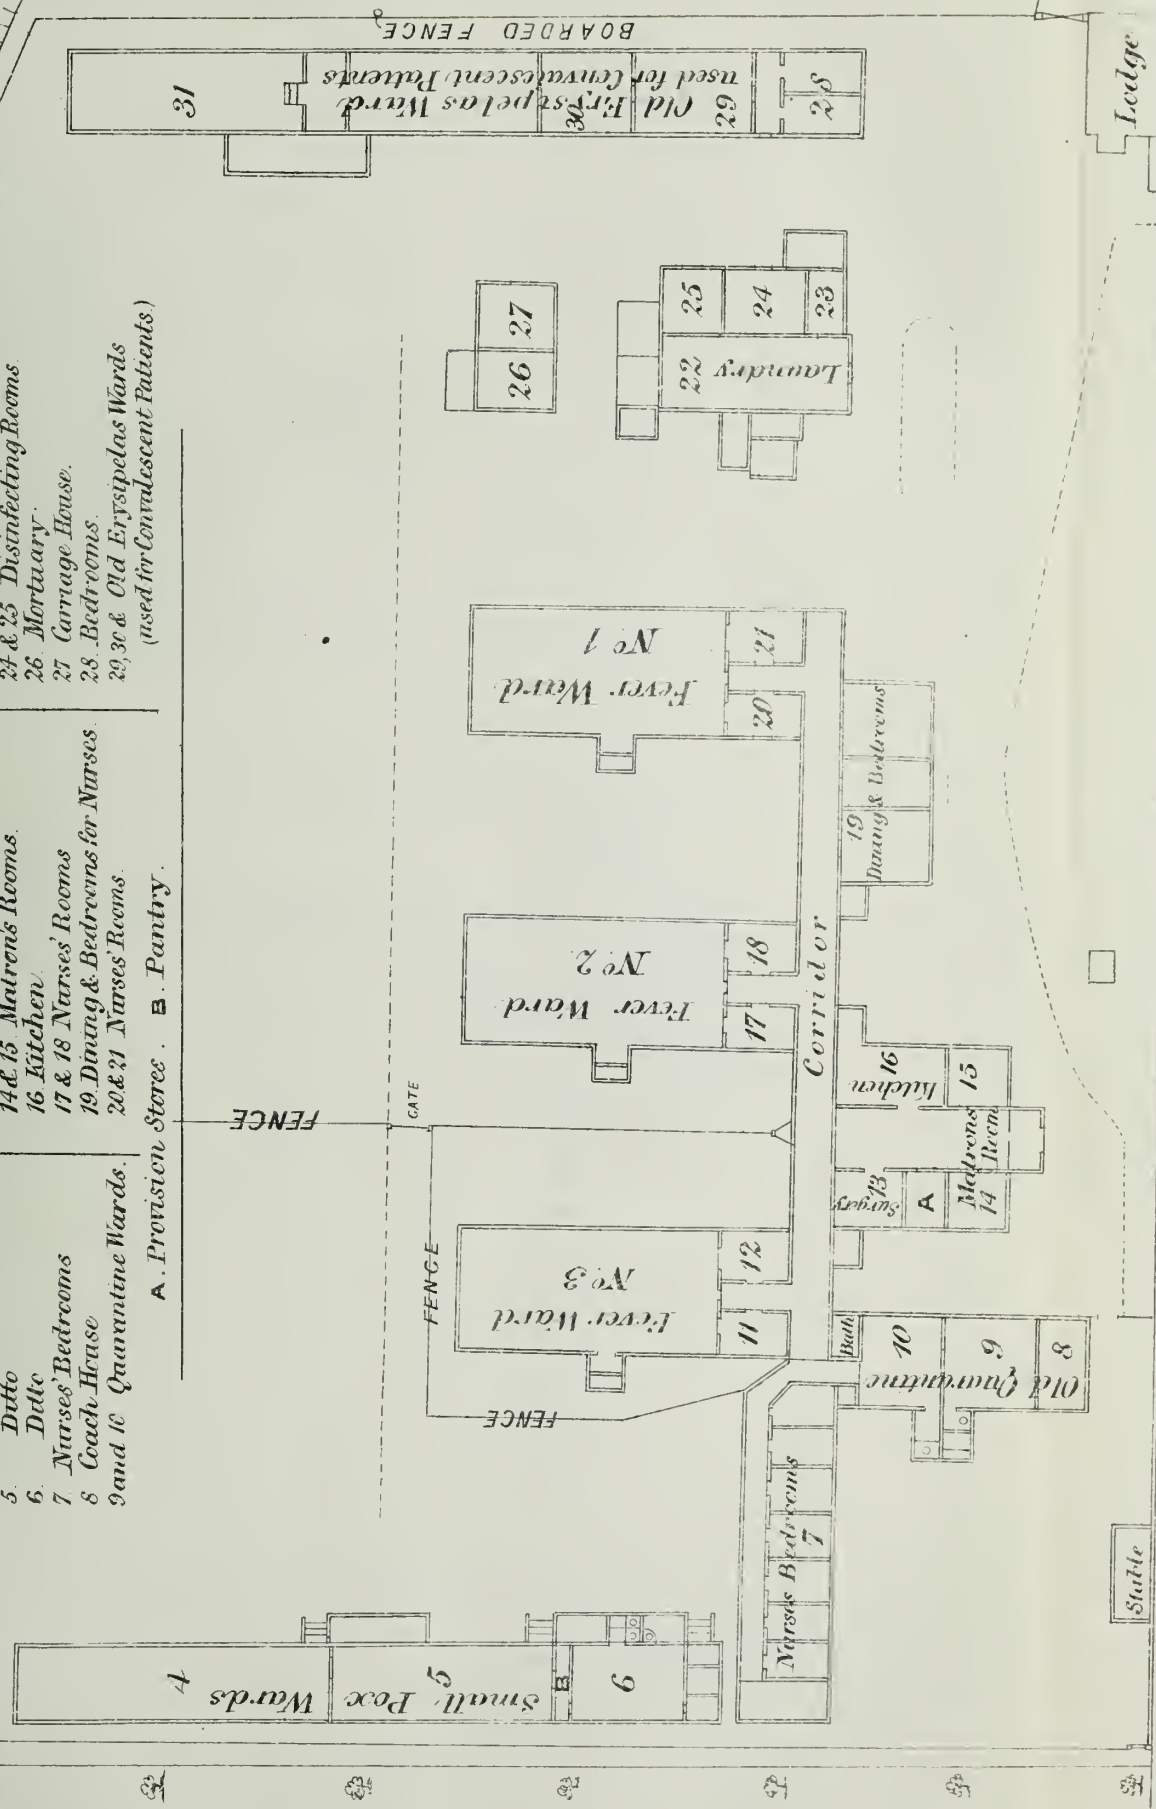 5. Ditto
6. Ditto
7. Nurses' Bedrooms
8 Coach House
9 and 10 Quarantine Wards.
14 & 15. Matron's Rooms.
16. Kitchen
17 & 18 Nurses' Rooms
19. Dining & Bedrooms for Nurses
20 & 21 Nurses' Rooms.
24 & 25 Disinfecting Rooms
26. Mortuary.
27 Carriage House.
28. Bedrooms.
29, 30 & Old Erysipelas Wards
(used for Convalescent Patients.)
A. Provision Stores. B. Pantry.
BOARDED FENCE
31
Old Erysipelas Ward
used for Convalescent Patients
30
29
28
Lodge
27
26
25
24
23
22
Laundry
Fever Ward
No. 1
21
20
19
Dining & Bedrooms
Fever Ward
No. 2
18
17
Corridor
16
Kitchen
15
Matrons Room
14
13
Surgery
A
FENCE
GATE
FENCE
Fever Ward
No. 3
12
11
FENCE
Bath
10
9
8
Old Quarantine
Nurses Bedrooms
7
Stable
4
Small Pox Wards
5
B
6